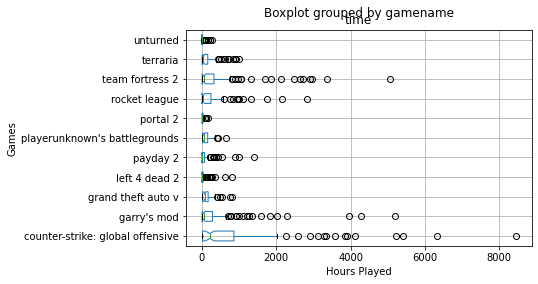 Boxplot grouped by gamename
time
unturned
terraria
team fortress 2
rocket league
portal 2
playerunknown's battlegrounds
payday 2
left 4 dead 2
grand theft auto v
garry's mod
counter-strike: global offensive
Games
0 2000 4000 6000 8000
Hours Played